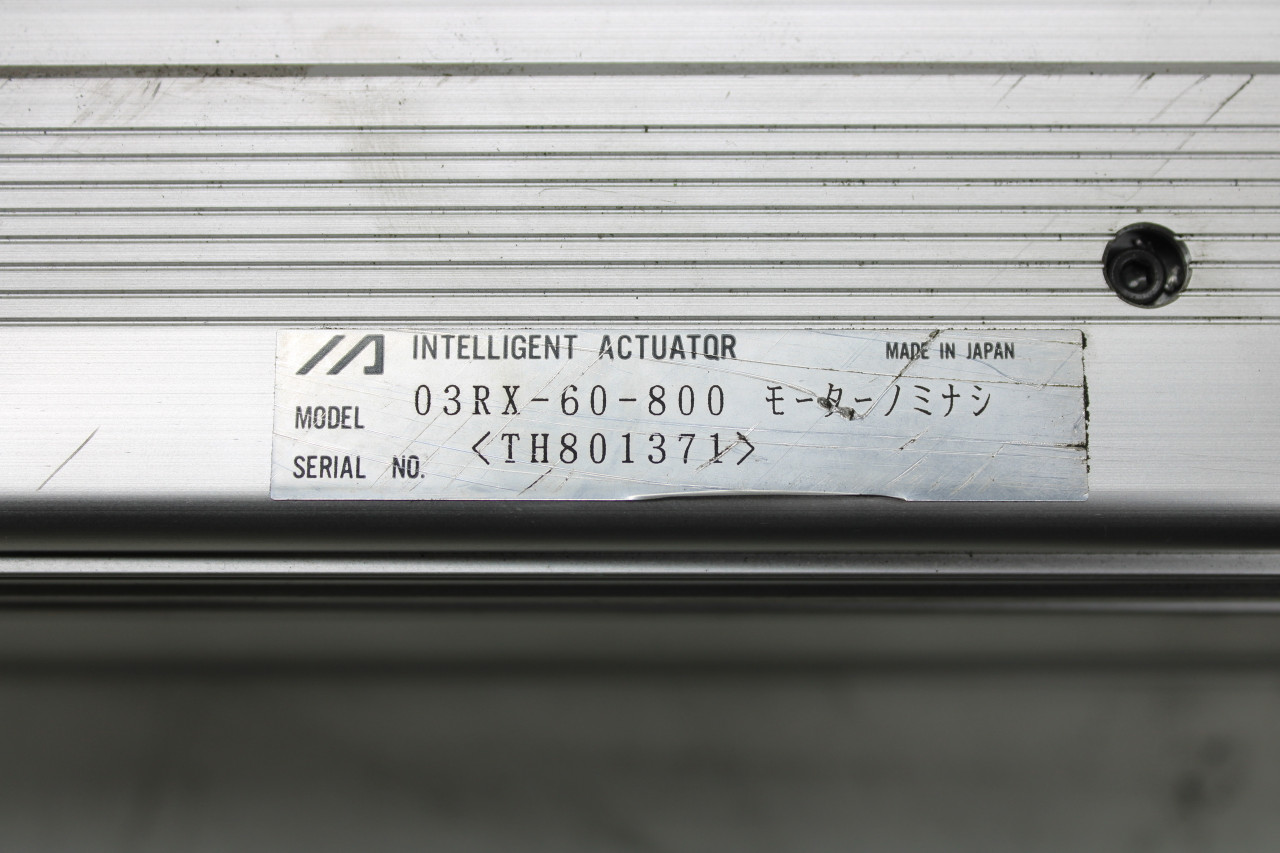 IA INTELLIGENT ACTUATOR MADE IN JAPAN
MODEL 03RX-60-800 モーターノミナシ
SERIAL NO. <TH801371>